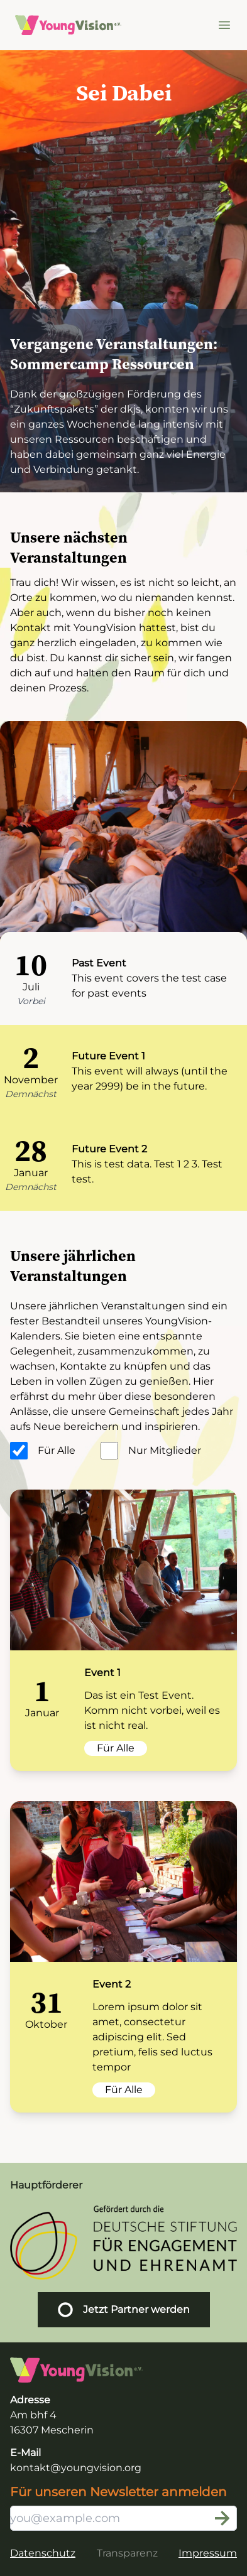 YoungVision e.V.
Sei Dabei
Vergangene Veranstaltungen:
Sommercamp Ressourcen
Dank der großzügigen Förderung des
“Zukunftspakets” der dkjs, konnten wir uns
ein ganzes Wochenende lang intensiv mit
unseren Ressourcen beschäftigen und
haben dabei gemeinsam ganz viel Energie
und Verbindung getankt.
Unsere nächsten
Veranstaltungen
Trau dich! Wir wissen, es ist nicht so leicht, an
Orte zu kommen, wo du niemanden kennst.
Aber auch, wenn du bisher noch keinen
Kontakt mit YoungVision hattest, bist du
ganz herzlich eingeladen, zu kommen wie
du bist. Du kannst dir sicher sein, wir fangen
dich auf und halten den Raum für dich und
deinen Prozess.
10
Juli
Vorbei
Past Event
This event covers the test case
for past events
2
November
Demnächst
Future Event 1
This event will always (until the
year 2999) be in the future.
28
Januar
Demnächst
Future Event 2
This is test data. Test 1 2 3. Test
test.
Unsere jährlichen
Veranstaltungen
Unsere jährlichen Veranstaltungen sind ein
fester Bestandteil unseres YoungVision-
Kalenders. Sie bieten eine entspannte
Gelegenheit, zusammenzukommen, zu
wachsen, Kontakte zu knüpfen und das
Leben in vollen Zügen zu genießen. Hier
erfährst du mehr über diese besonderen
Anlässe, die unsere Gemeinschaft jedes Jahr
aufs Neue bereichern und inspirieren.
Für Alle Nur Mitglieder
1
Januar
Event 1
Das ist ein Test Event.
Komm nicht vorbei, weil es
ist nicht real.
Für Alle
31
Oktober
Event 2
Lorem ipsum dolor sit
amet, consectetur
adipiscing elit. Sed
pretium, felis sed luctus
tempor
Für Alle
Hauptförderer
Gefördert durch die
DEUTSCHE STIFTUNG
FÜR ENGAGEMENT
UND EHRENAMT
Jetzt Partner werden
YoungVision e.V.
Adresse
Am bhf 4
16307 Mescherin
E-Mail
kontakt@youngvision.org
Für unseren Newsletter anmelden
you@example.com
Datenschutz Transparenz Impressum